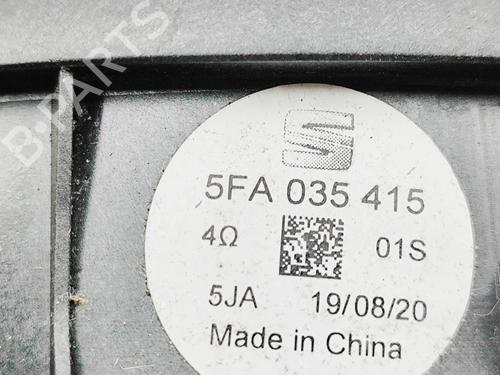 B-PARTS
5FA 035 415
4Ω
01S
5JA 19/08/20
Made in China